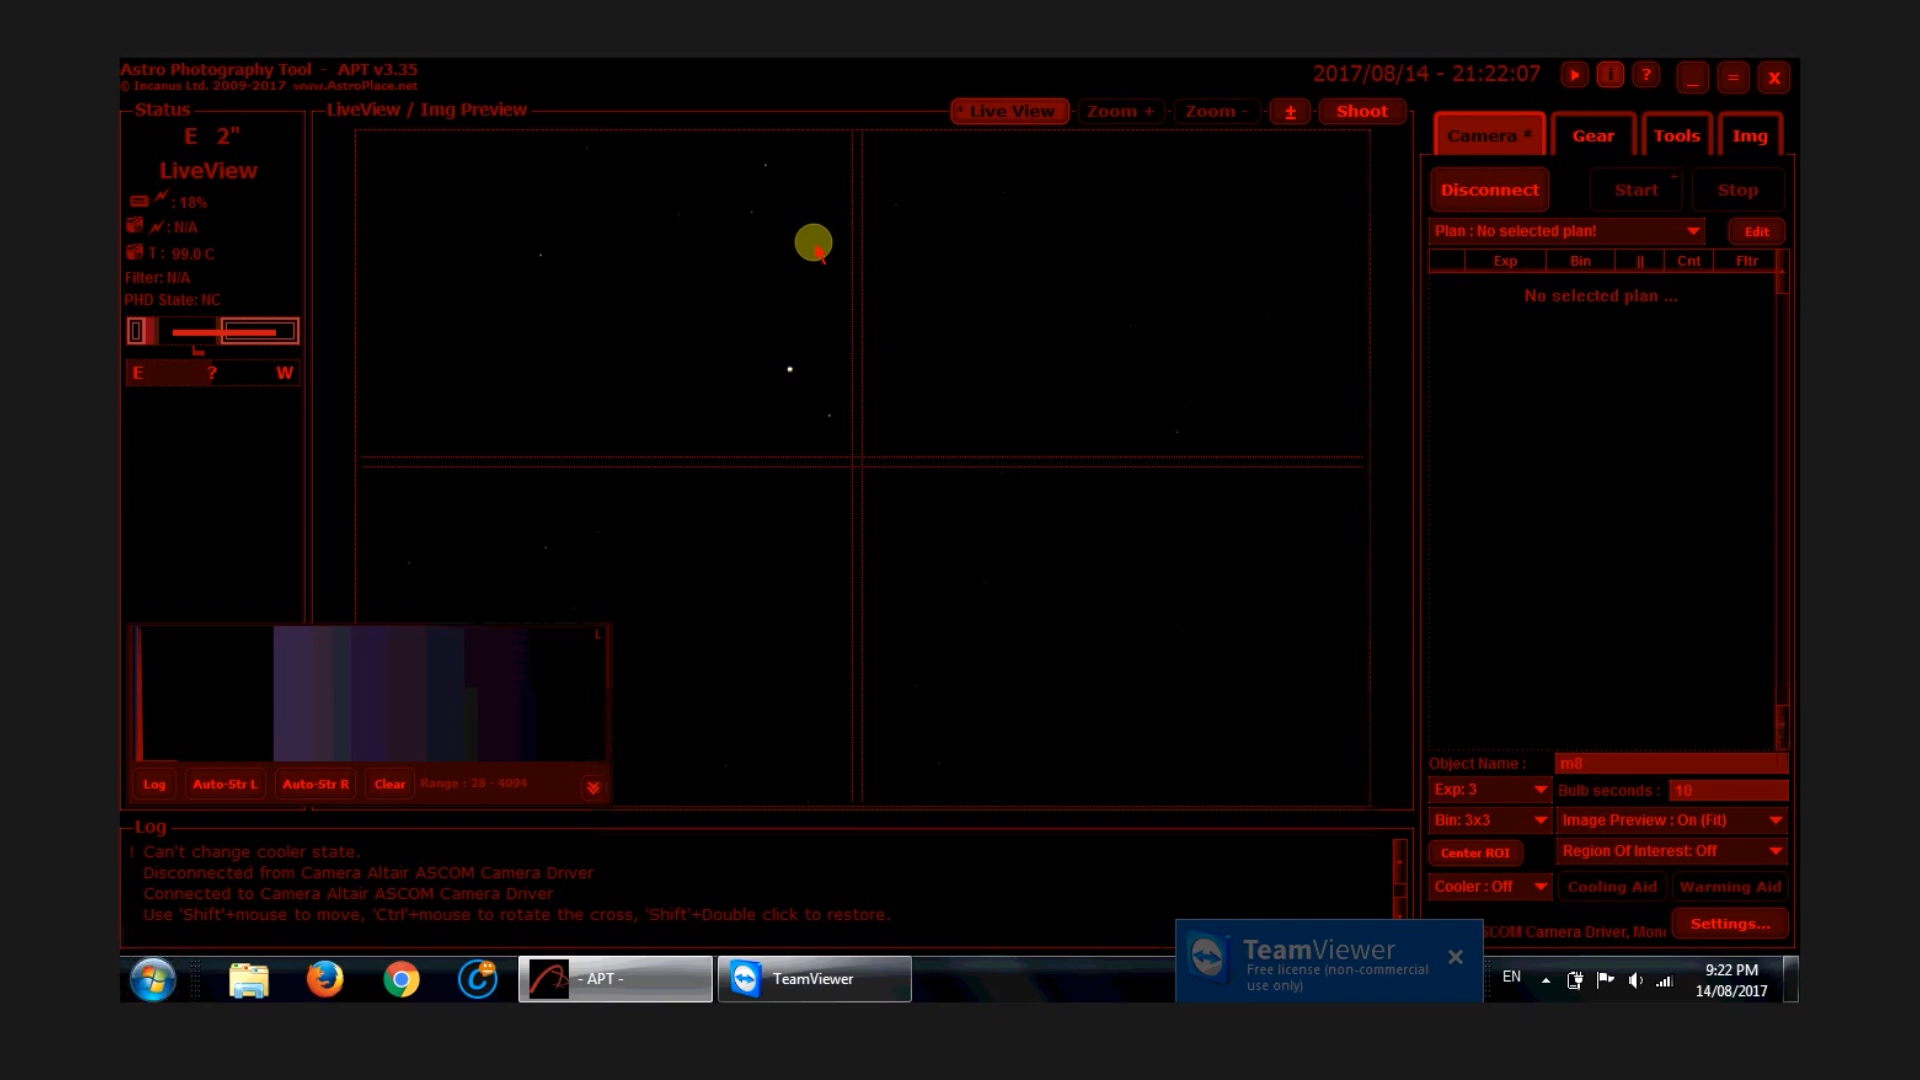 Astro Photography Tool - APT v3.35
© Incanus Ltd. 2009-2017 www.AstroPlace.net
2017/08/14 - 21:22:07
i
?
_
=
X
Status
E 2"
LiveView
: 18%
: N/A
T : 99.0 C
Filter: N/A
PHD State: NC
E ? W
LiveView / Img Preview
* Live View
Zoom +
Zoom -
±
Shoot
Camera *
Gear
Tools
Img
Disconnect
Start
Stop
Plan : No selected plan!
Edit
Exp Bin || Cnt Fltr
No selected plan ...
L
Log
Auto-Str L
Auto-Str R
Clear
Range : 28 - 4094
Object Name : m8
Exp: 3
Bulb seconds : 10
Bin: 3x3
Image Preview : On (Fit)
Center ROI
Region Of Interest: Off
Cooler : Off
Cooling Aid
Warming Aid
SCOM Camera Driver, Mon
Settings...
Log
! Can't change cooler state.
Disconnected from Camera Altair ASCOM Camera Driver
Connected to Camera Altair ASCOM Camera Driver
Use 'Shift'+mouse to move, 'Ctrl'+mouse to rotate the cross, 'Shift'+Double click to restore.
TeamViewer
Free license (non-commercial
use only)
- APT -
TeamViewer
EN
9:22 PM
14/08/2017